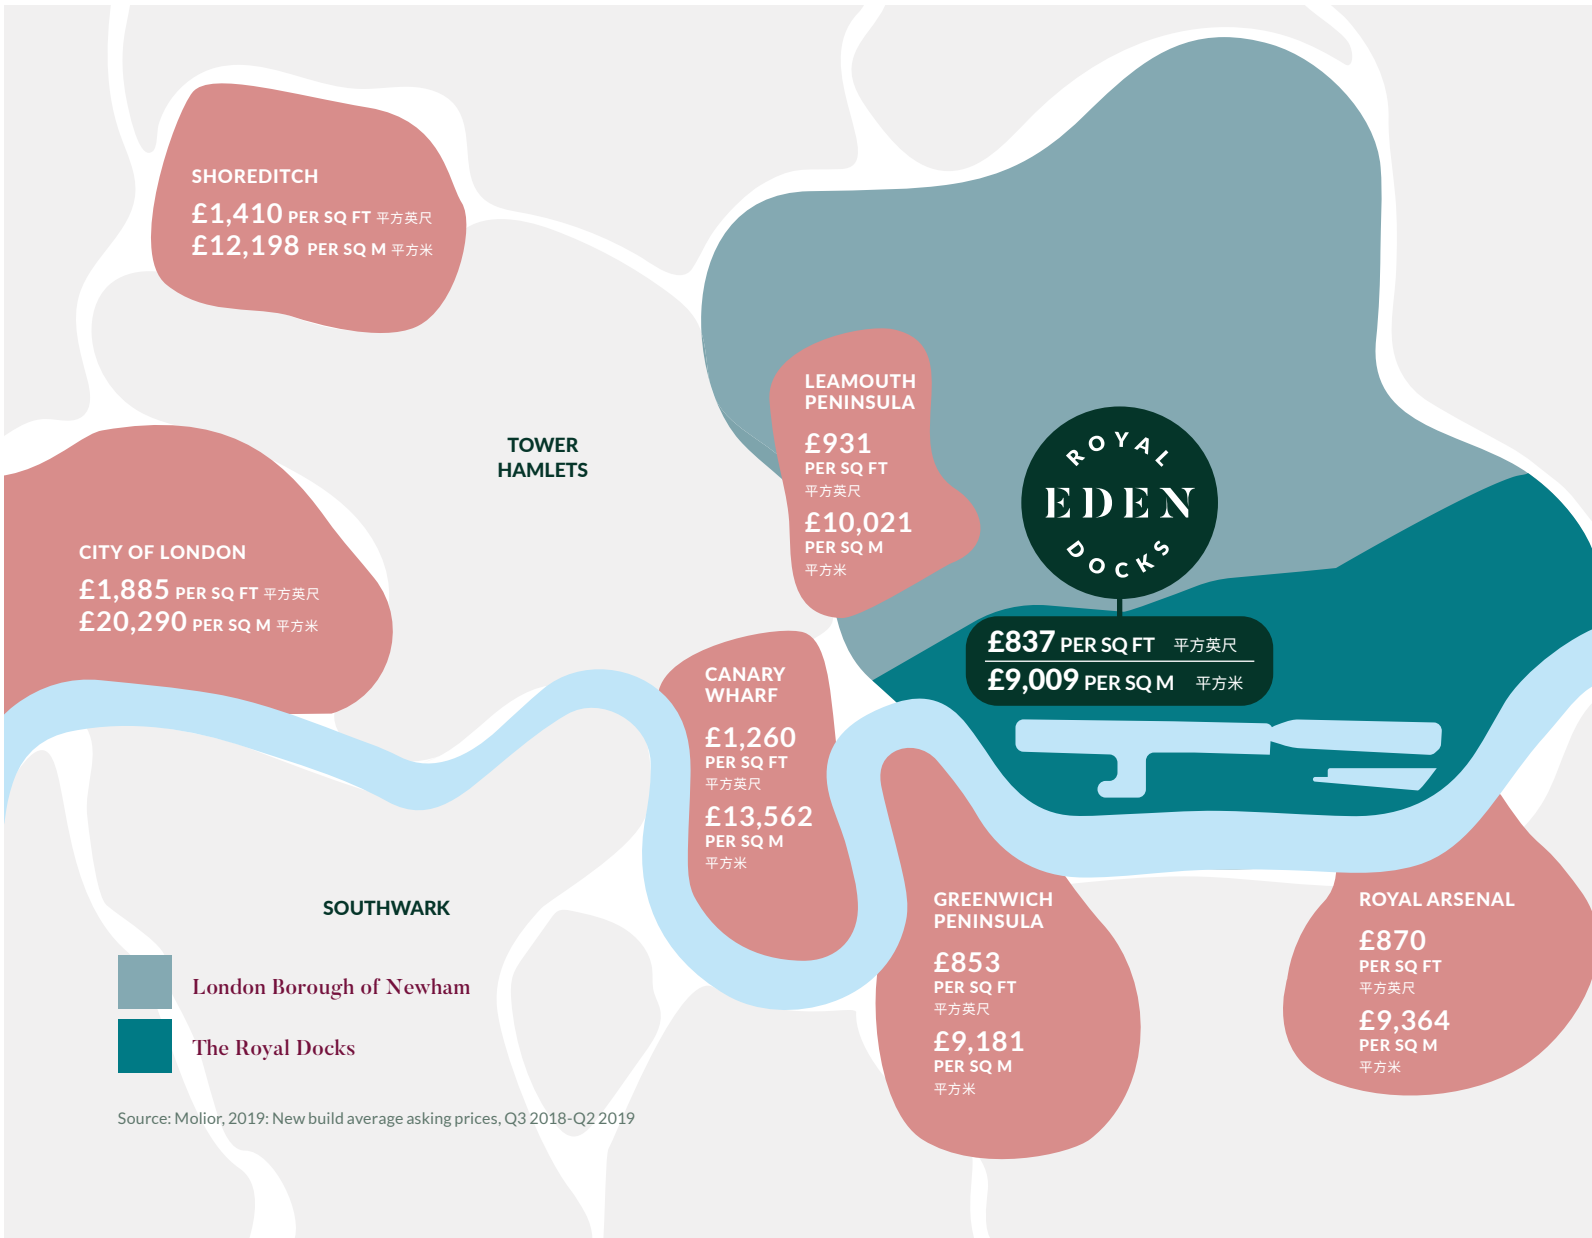 SHOREDITCH
£1,410 PER SQ FT 平方英尺
£12,198 PER SQ M 平方米
TOWER
HAMLETS
LEAMOUTH
PENINSULA
£931
PER SQ FT
平方英尺
£10,021
PER SQ M
平方米
ROYAL
EDEN
DOCKS
£837 PER SQ FT 平方英尺
£9,009 PER SQ M 平方米
CITY OF LONDON
£1,885 PER SQ FT 平方英尺
£20,290 PER SQ M 平方米
CANARY
WHARF
£1,260
PER SQ FT
平方英尺
£13,562
PER SQ M
平方米
GREENWICH
PENINSULA
£853
PER SQ FT
平方英尺
£9,181
PER SQ M
平方米
ROYAL ARSENAL
£870
PER SQ FT
平方英尺
£9,364
PER SQ M
平方米
SOUTHWARK
London Borough of Newham
The Royal Docks
Source: Molior, 2019: New build average asking prices, Q3 2018-Q2 2019